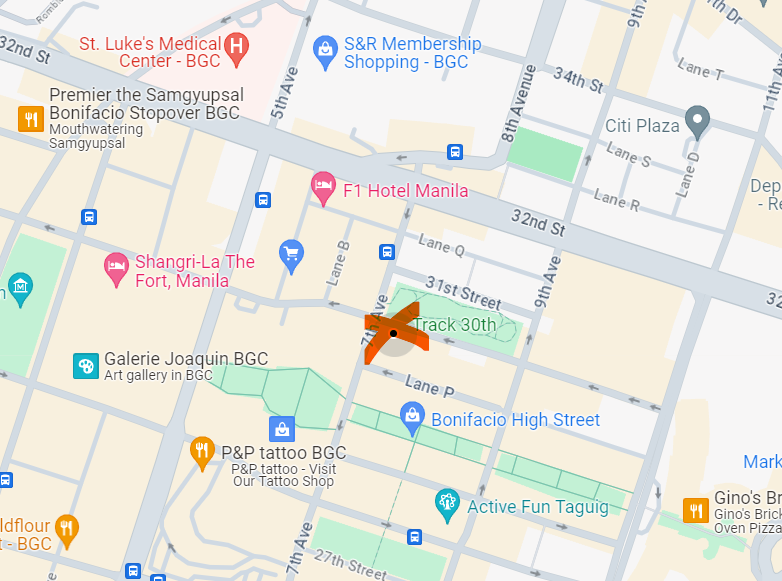 32nd St
St. Luke's Medical
Center - BGC
5th Ave
S&R Membership
Shopping - BGC
9th
7th Dr
Lane T
11th
34th St
8th Avenue
Citi Plaza
Lane S
Lane D
Lane R
Premier the Samgyupsal
Bonifacio Stopover BGC
Mouthwatering
Samgyupsal
F1 Hotel Manila
32nd St
Lane Q
Lane B
Shangri-La The
Fort, Manila
31st Street
9th Ave
7th Ave
Track 30th
Galerie Joaquin BGC
Art gallery in BGC
Lane P
Bonifacio High Street
P&P tattoo BGC
P&P tattoo - Visit
Our Tattoo Shop
Active Fun Taguig
Gino's Br
Gino's Brick
Oven Pizza
Mark
ldflour
t - BGC
7th Ave
27th Street
Dep
- Re
32